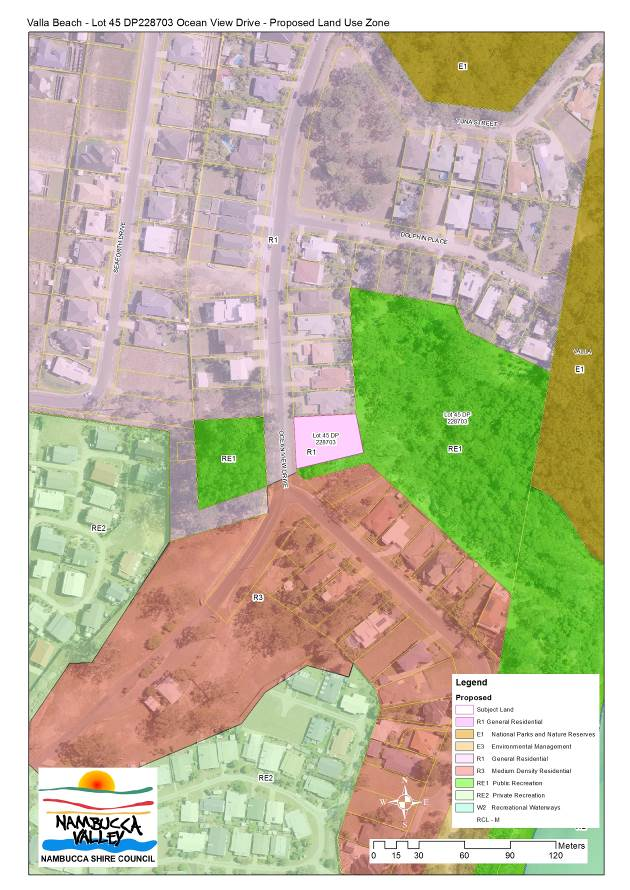 Valla Beach - Lot 45 DP228703 Ocean View Drive - Proposed Land Use Zone
E1
TUNA STREET
SEAFORTH DRIVE
R1
DOLPHIN PLACE
VALLA
E1
Lot 45 DP
228703
RE1
Lot 45 DP
228703
R1
RE1
OCEAN VIEW DRIVE
RE2
R3
RE2
Legend
Proposed
Subject Land
R1 General Residential
E1 National Parks and Nature Reserves
E3 Environmental Management
R1 General Residential
R3 Medium Density Residential
RE1 Public Recreation
RE2 Private Recreation
W2 Recreational Waterways
RCL - M
N
W E
S
Meters
0 15 30 60 90 120
NAMBUCCA
VALLEY
NAMBUCCA SHIRE COUNCIL